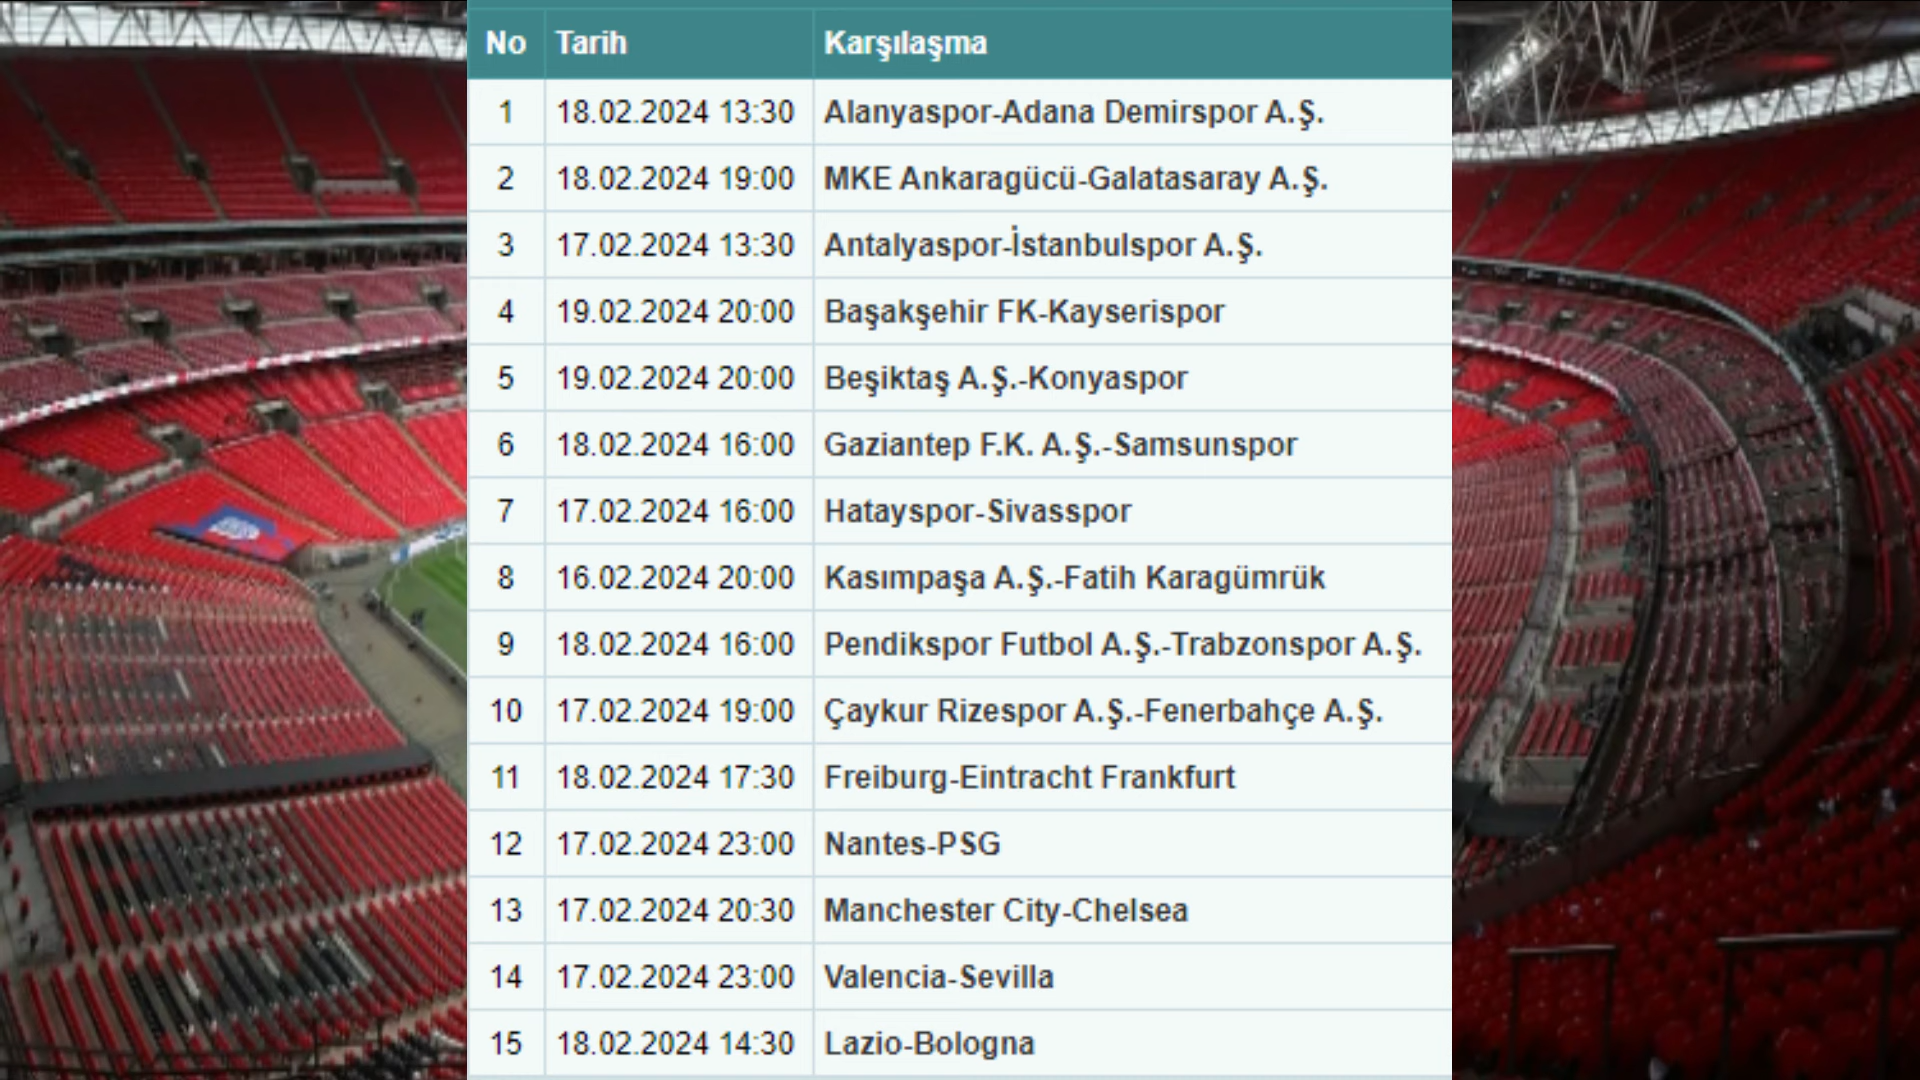 No Tarih Karşılaşma
1 18.02.2024 13:30 Alanyaspor-Adana Demirspor A.Ş.
2 18.02.2024 19:00 MKE Ankaragücü-Galatasaray A.Ş.
3 17.02.2024 13:30 Antalyaspor-İstanbulspor A.Ş.
4 19.02.2024 20:00 Başakşehir FK-Kayserispor
5 19.02.2024 20:00 Beşiktaş A.Ş.-Konyaspor
6 18.02.2024 16:00 Gaziantep F.K. A.Ş.-Samsunspor
7 17.02.2024 16:00 Hatayspor-Sivasspor
8 16.02.2024 20:00 Kasımpaşa A.Ş.-Fatih Karagümrük
9 18.02.2024 16:00 Pendikspor Futbol A.Ş.-Trabzonspor A.Ş.
10 17.02.2024 19:00 Çaykur Rizespor A.Ş.-Fenerbahçe A.Ş.
11 18.02.2024 17:30 Freiburg-Eintracht Frankfurt
12 17.02.2024 23:00 Nantes-PSG
13 17.02.2024 20:30 Manchester City-Chelsea
14 17.02.2024 23:00 Valencia-Sevilla
15 18.02.2024 14:30 Lazio-Bologna